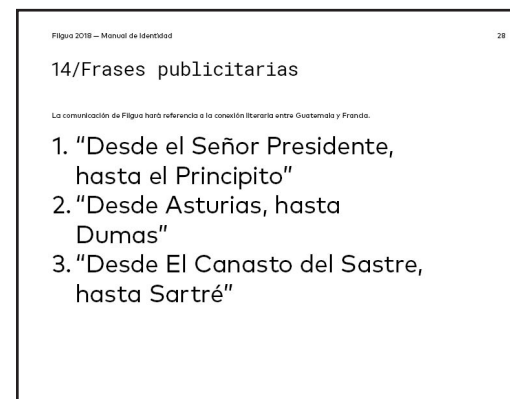 Filgua 2018 — Manual de Identidad 28
14/Frases publicitarias
La comunicación de Filgua hará referencia a la conexión literaria entre Guatemala y Francia.
1. “Desde el Señor Presidente,
hasta el Principito”
2. “Desde Asturias, hasta
Dumas”
3. “Desde El Canasto del Sastre,
hasta Sartré”